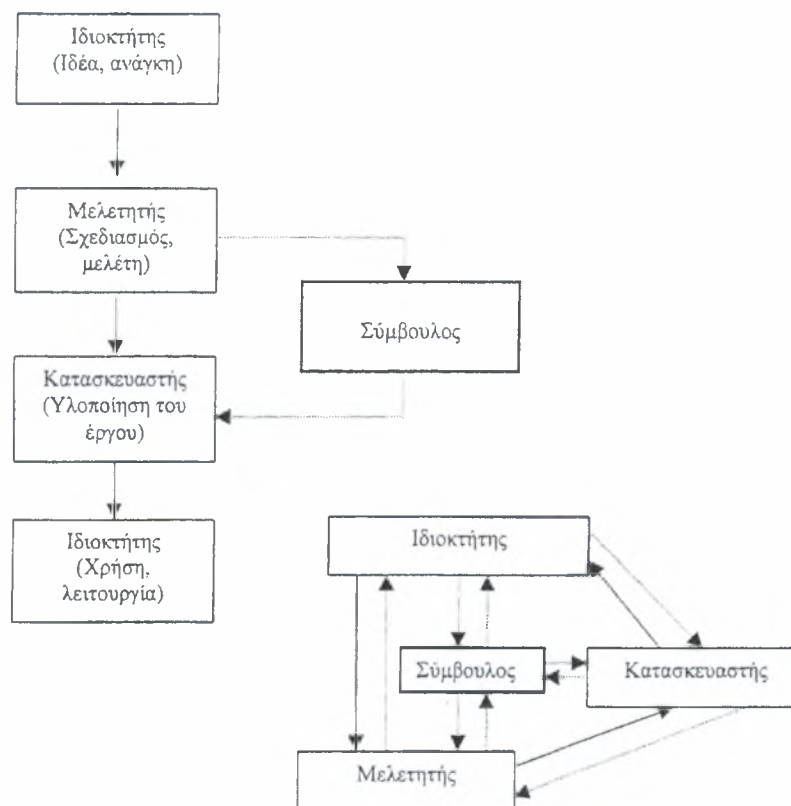 Ιδιοκτήτης
(Ιδέα, ανάγκη)
Μελετητής
(Σχεδιασμός,
μελέτη)
Σύμβουλος
Κατασκευαστής
(Υλοποίηση του
έργου)
Ιδιοκτήτης
(Χρήση,
λειτουργία)
Ιδιοκτήτης
Σύμβουλος
Κατασκευαστής
Μελετητής